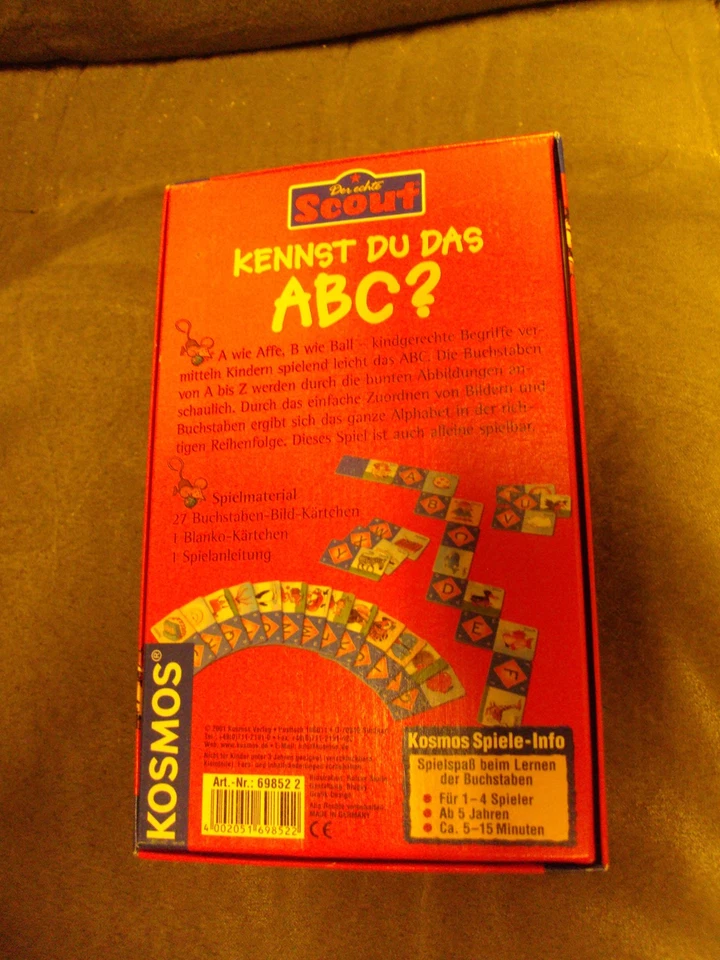 Der echte
Scout
KENNST DU DAS
ABC?
A wie Affe, B wie Ball – kindgerechte Begriffe ver-
mitteln Kindern spielend leicht das ABC. Die Buchstaben
von A bis Z werden durch die bunten Abbildungen an-
schaulich. Durch das einfache Zuordnen von Bildern und
Buchstaben ergibt sich das ganze Alphabet in der rich-
tigen Reihenfolge. Dieses Spiel ist auch alleine spielbar.
Spielmaterial
27 Buchstaben-Bild-Kärtchen
1 Blanko-Kärtchen
1 Spielanleitung
A
B
C
D
E
F
KOSMOS®
Kosmos Verlag
MADE IN GERMANY
CE
Art.-Nr.: 69852 2
4 002051 698522
Kosmos Spiele-Info
Spielspaß beim Lernen
der Buchstaben
Für 1–4 Spieler
Ab 5 Jahren
Ca. 5–15 Minuten